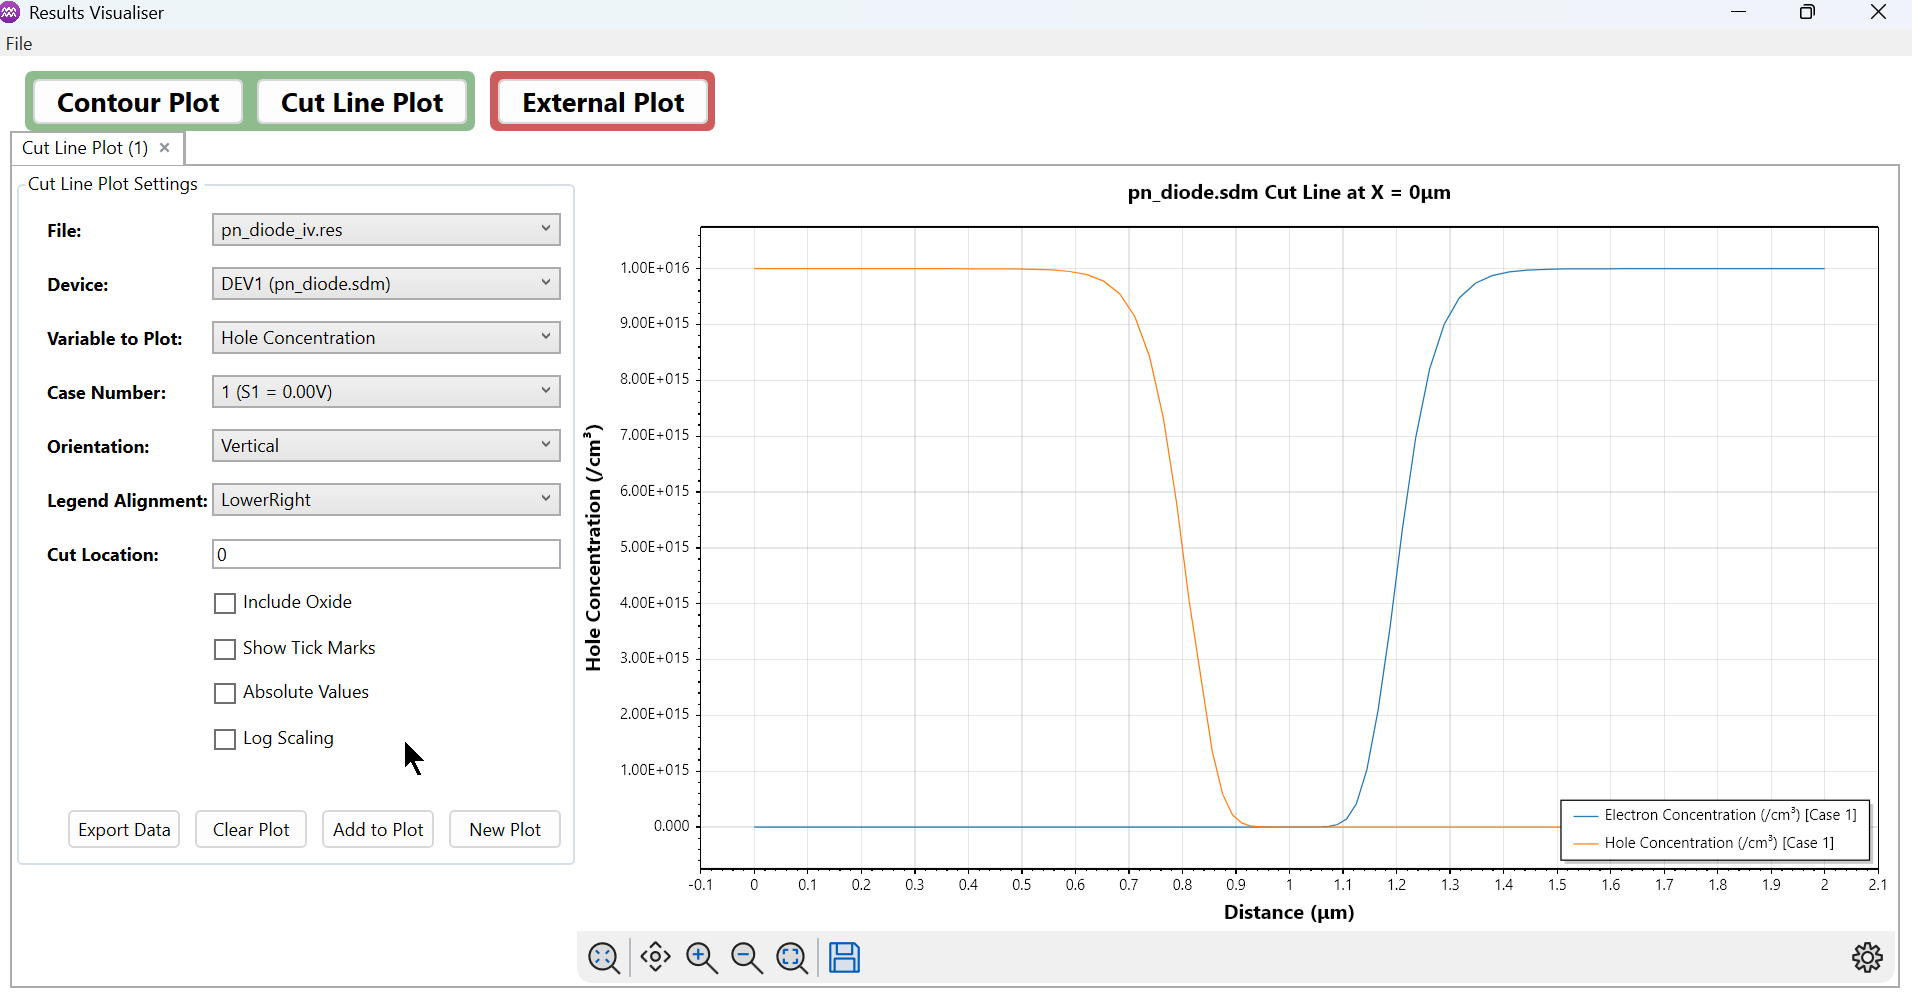 Results Visualiser
File
Contour Plot
Cut Line Plot
External Plot
Cut Line Plot (1)
Cut Line Plot Settings
File:
pn_diode_iv.res
Device:
DEV1 (pn_diode.sdm)
Variable to Plot:
Hole Concentration
Case Number:
1 (S1 = 0.00V)
Orientation:
Vertical
Legend Alignment:
LowerRight
Cut Location:
0
Include Oxide
Show Tick Marks
Absolute Values
Log Scaling
Export Data
Clear Plot
Add to Plot
New Plot
pn_diode.sdm Cut Line at X = 0μm
Hole Concentration (/cm³)
1.00E+016
9.00E+015
8.00E+015
7.00E+015
6.00E+015
5.00E+015
4.00E+015
3.00E+015
2.00E+015
1.00E+015
0.000
Electron Concentration (/cm³) [Case 1]
Hole Concentration (/cm³) [Case 1]
-0.1 0 0.1 0.2 0.3 0.4 0.5 0.6 0.7 0.8 0.9 1 1.1 1.2 1.3 1.4 1.5 1.6 1.7 1.8 1.9 2 2.1
Distance (μm)